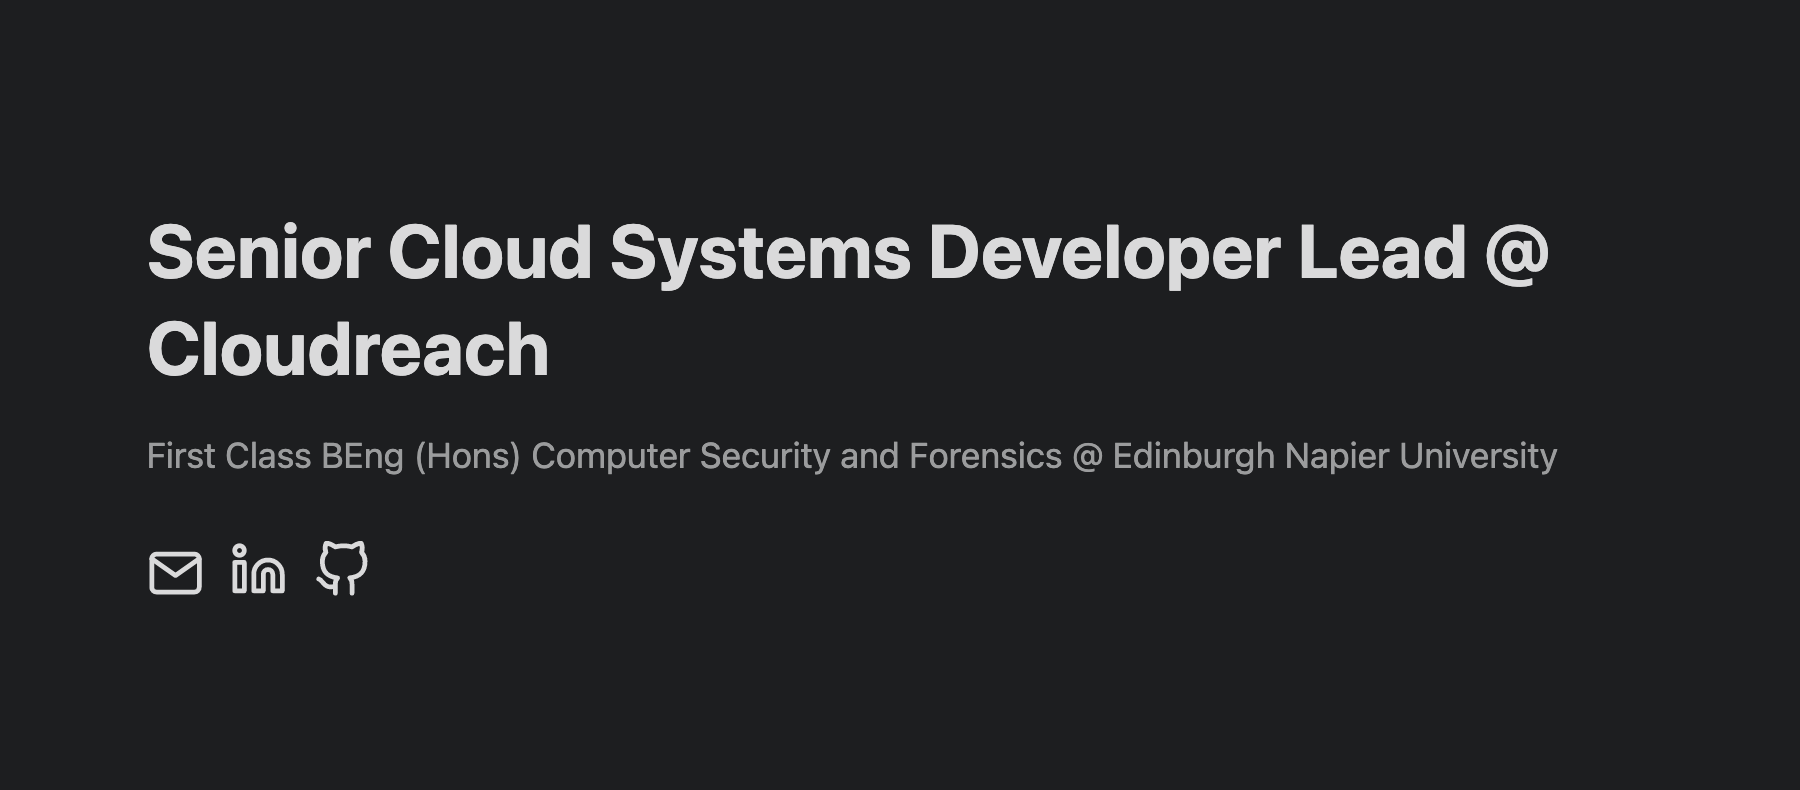 Senior Cloud Systems Developer Lead @
Cloudreach
First Class BEng (Hons) Computer Security and Forensics @ Edinburgh Napier University